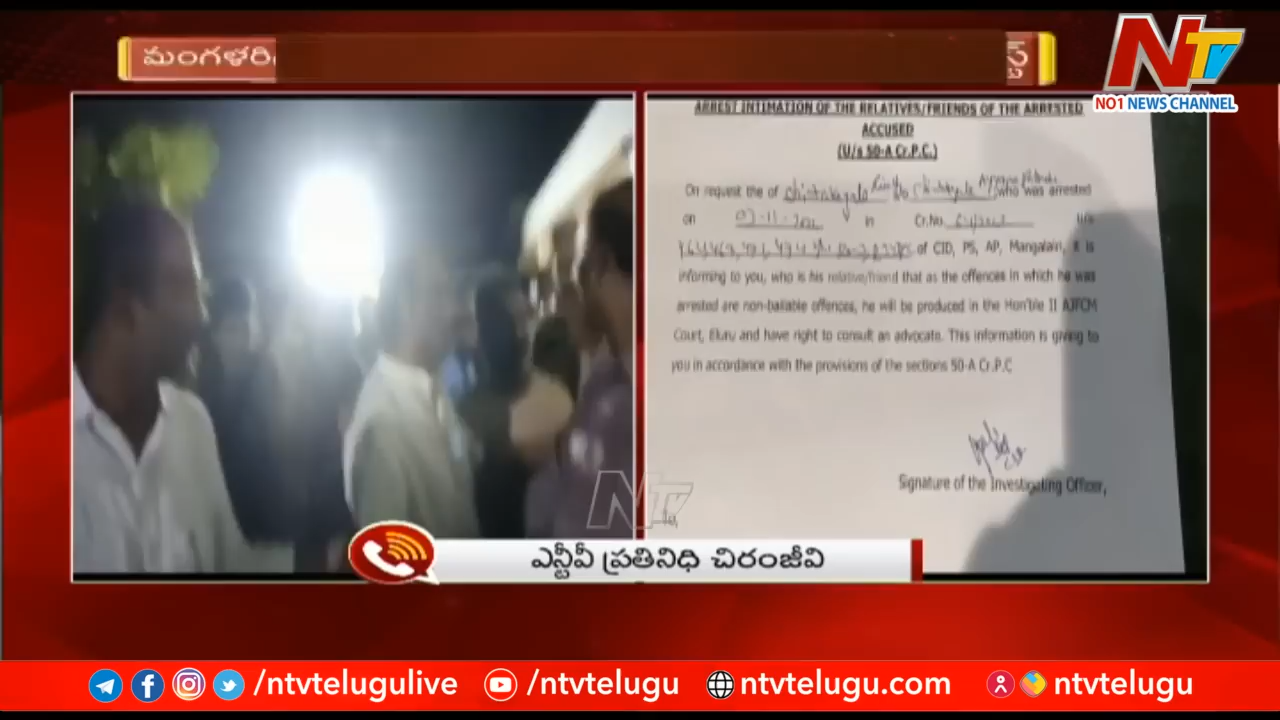 మంగళరి
NTV
NO1 NEWS CHANNEL
ARREST INTIMATION OF THE RELATIVES/FRIENDS OF THE ARRESTED
ACCUSED
(U/s 50-A Cr.P.C.)
On request the of who was arrested
on in Cr.No. U/s
of CID, PS, AP, Mangalairi, it is
informing to you, who is his relative/friend that as the offences in which he was
arrested are non-bailable offences, he will be produced in the Hon'ble II AJFCM
Court, Eluru and have right to consult an advocate. This information is giving to
you in accordance with the provisions of the sections 50-A Cr.P.C
Signature of the Investigating Officer,
NTV
To,
ఎన్టీవీ ప్రతినిధి చిరంజీవి
/ntvtelugulive /ntvtelugu ntvtelugu.com ntvtelugu